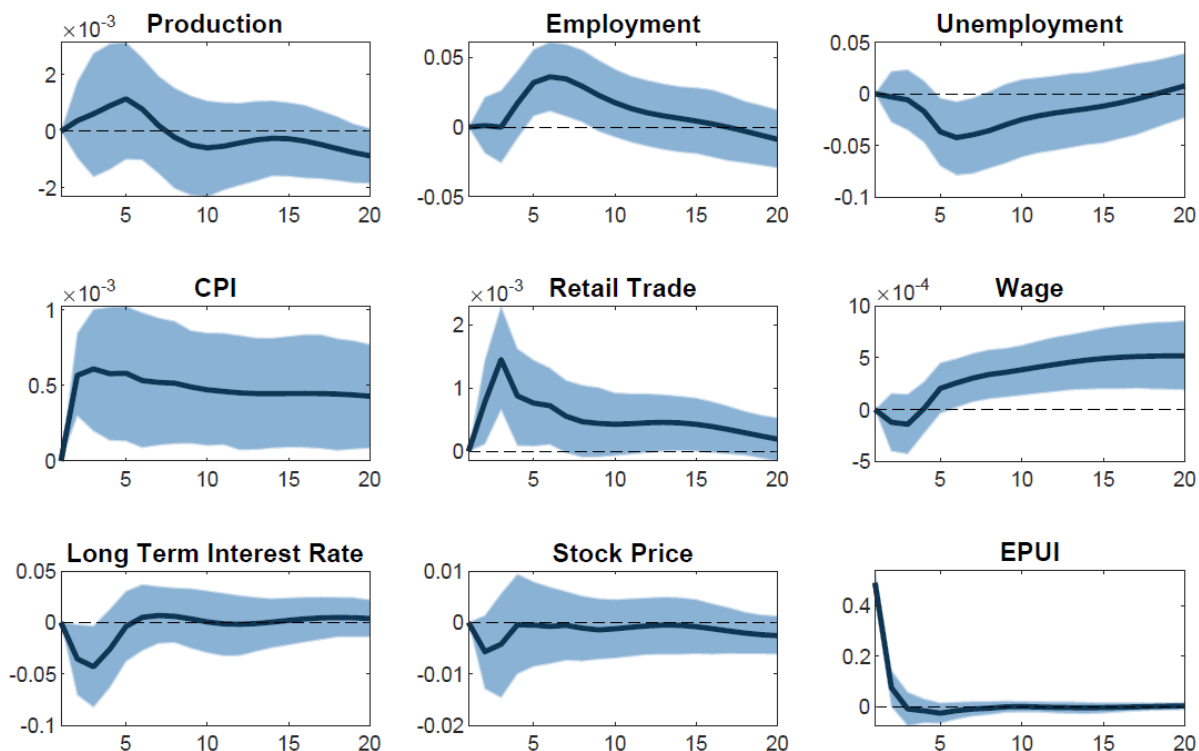 Production
×10⁻³
2
0
-2
5 10 15 20
Employment
0.05
0
-0.05
5 10 15 20
Unemployment
0.05
0
-0.05
-0.1
5 10 15 20
CPI
×10⁻³
1
0.5
0
5 10 15 20
Retail Trade
×10⁻³
2
1
0
5 10 15 20
Wage
×10⁻⁴
10
5
0
-5
5 10 15 20
Long Term Interest Rate
0.05
0
-0.05
-0.1
5 10 15 20
Stock Price
0.01
0
-0.01
-0.02
5 10 15 20
EPUI
0.4
0.2
0
5 10 15 20